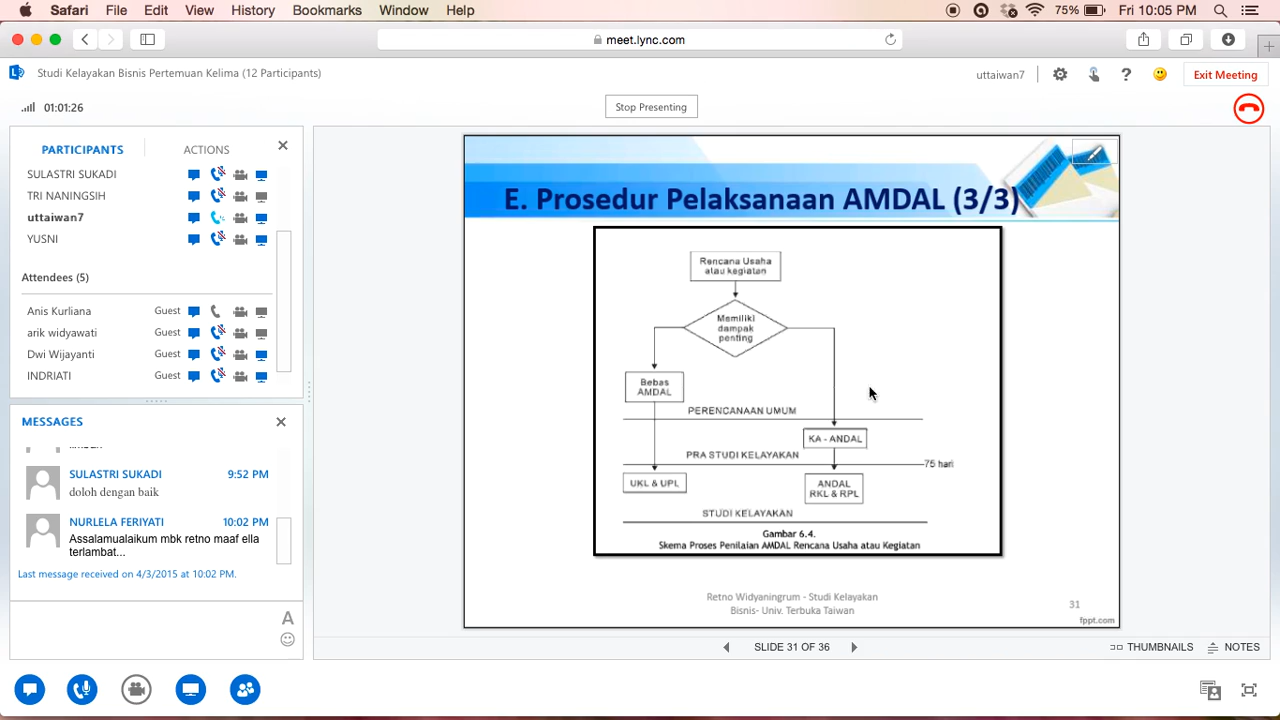 Safari File Edit View History Bookmarks Window Help 75% Fri 10:05 PM
meet.lync.com
Studi Kelayakan Bisnis Pertemuan Kelima (12 Participants)
uttaiwan7 ? Exit Meeting
01:01:26
Stop Presenting
PARTICIPANTS ACTIONS
SULASTRI SUKADI
TRI NANINGSIH
uttaiwan7
YUSNI
Attendees (5)
Anis Kurliana Guest
arik widyawati Guest
Dwi Wijayanti Guest
INDRIATI Guest
MESSAGES
SULASTRI SUKADI 9:52 PM
doloh dengan baik
NURLELA FERIYATI 10:02 PM
Assalamualaikum mbk retno maaf ella
terlambat...
Last message received on 4/3/2015 at 10:02 PM.
A
E. Prosedur Pelaksanaan AMDAL (3/3)
Rencana Usaha
atau kegiatan
Memiliki
dampak
penting
Bebas
AMDAL
PERENCANAAN UMUM
KA - ANDAL
PRA STUDI KELAYAKAN
75 hari
UKL & UPL
ANDAL
RKL & RPL
STUDI KELAYAKAN
Gambar 6.4.
Skema Proses Penilaian AMDAL Rencana Usaha atau Kegiatan
Retno Widyaningrum - Studi Kelayakan
Bisnis- Univ. Terbuka Taiwan
31
fppt.com
SLIDE 31 OF 36
THUMBNAILS NOTES